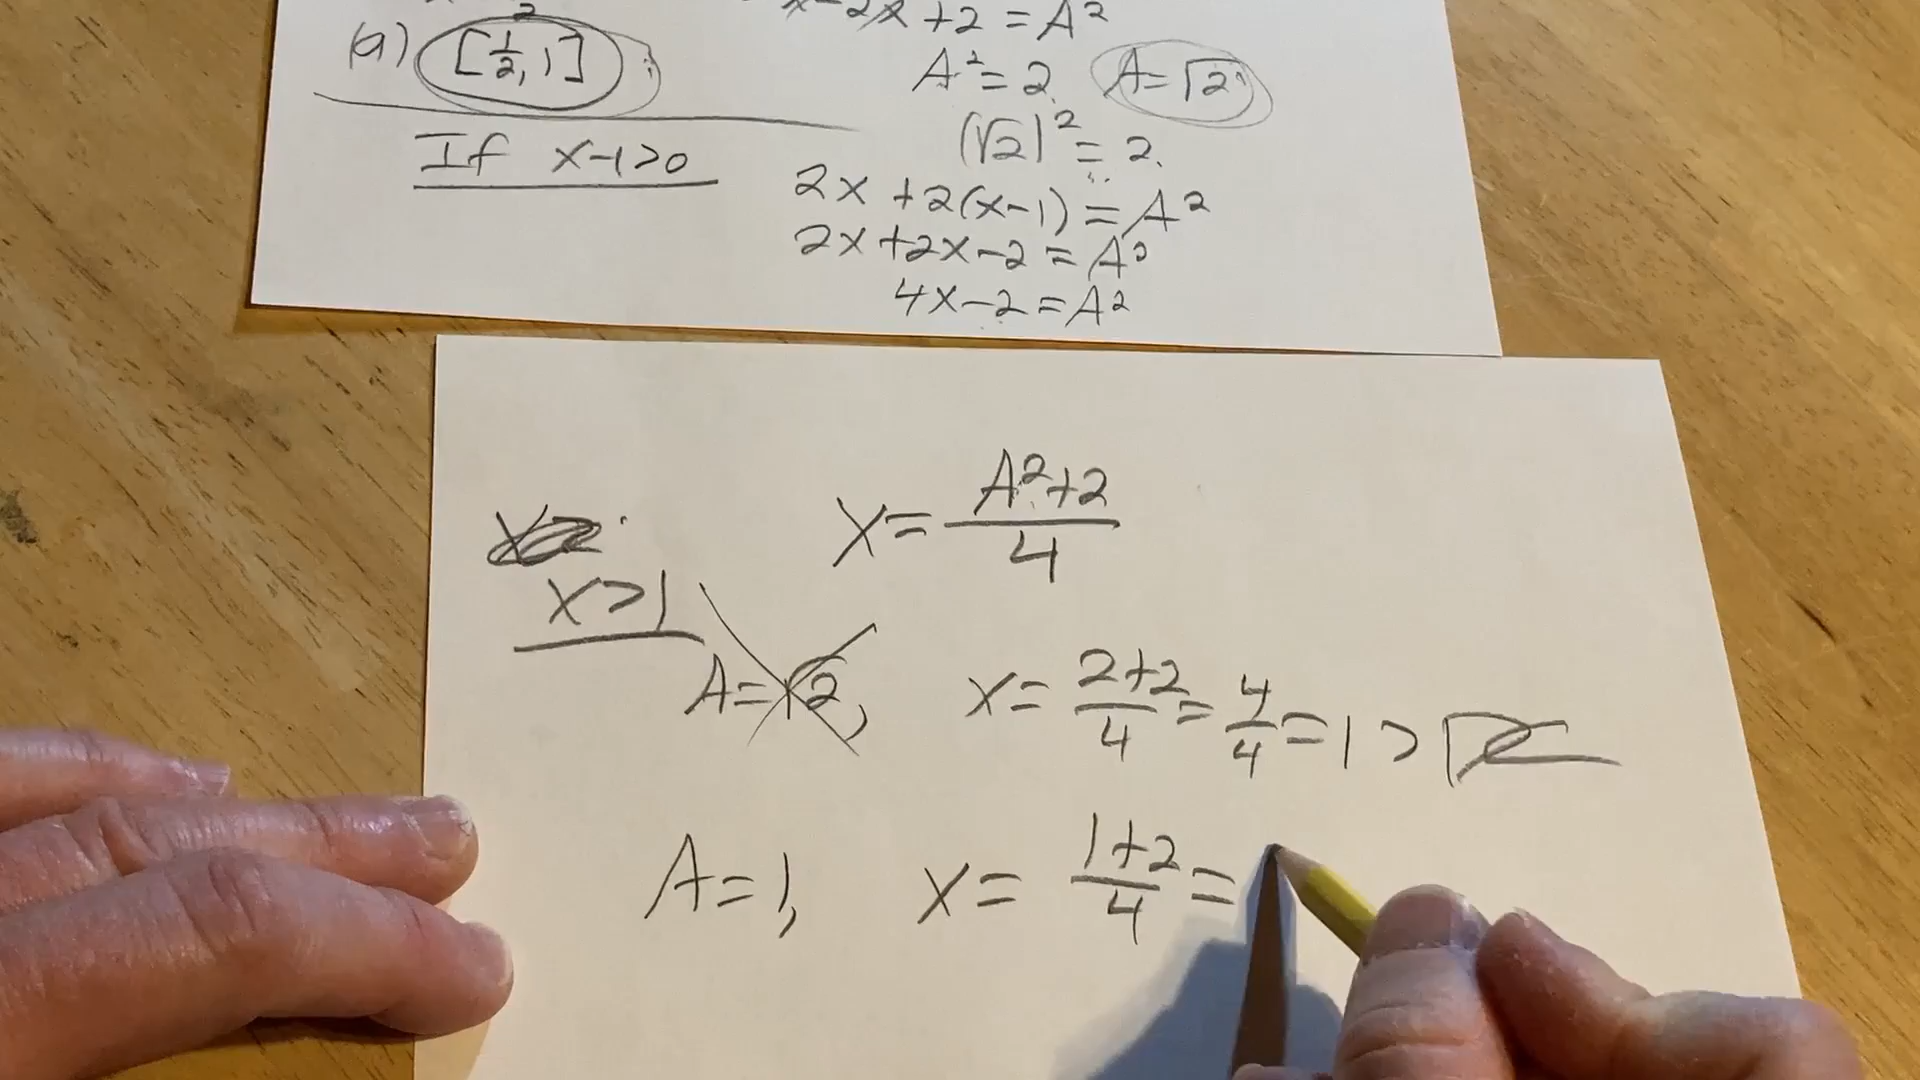 x-2x+2=A²
(a) [1/2, 1]
A²=2 A=√2
(√2)²=2.
If x-1>0
2x+2(x-1)=A²
2x+2x-2=A²
4x-2=A²
x=(A²+2)/4
x>1
A=√2, x=(2+2)/4=4/4=1>1
A=1, x=(1+2)/4=